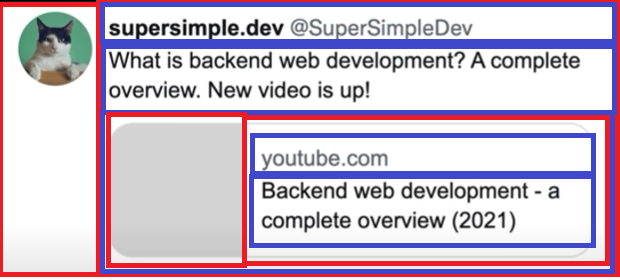 supersimple.dev @SuperSimpleDev
What is backend web development? A complete
overview. New video is up!
youtube.com
Backend web development - a
complete overview (2021)